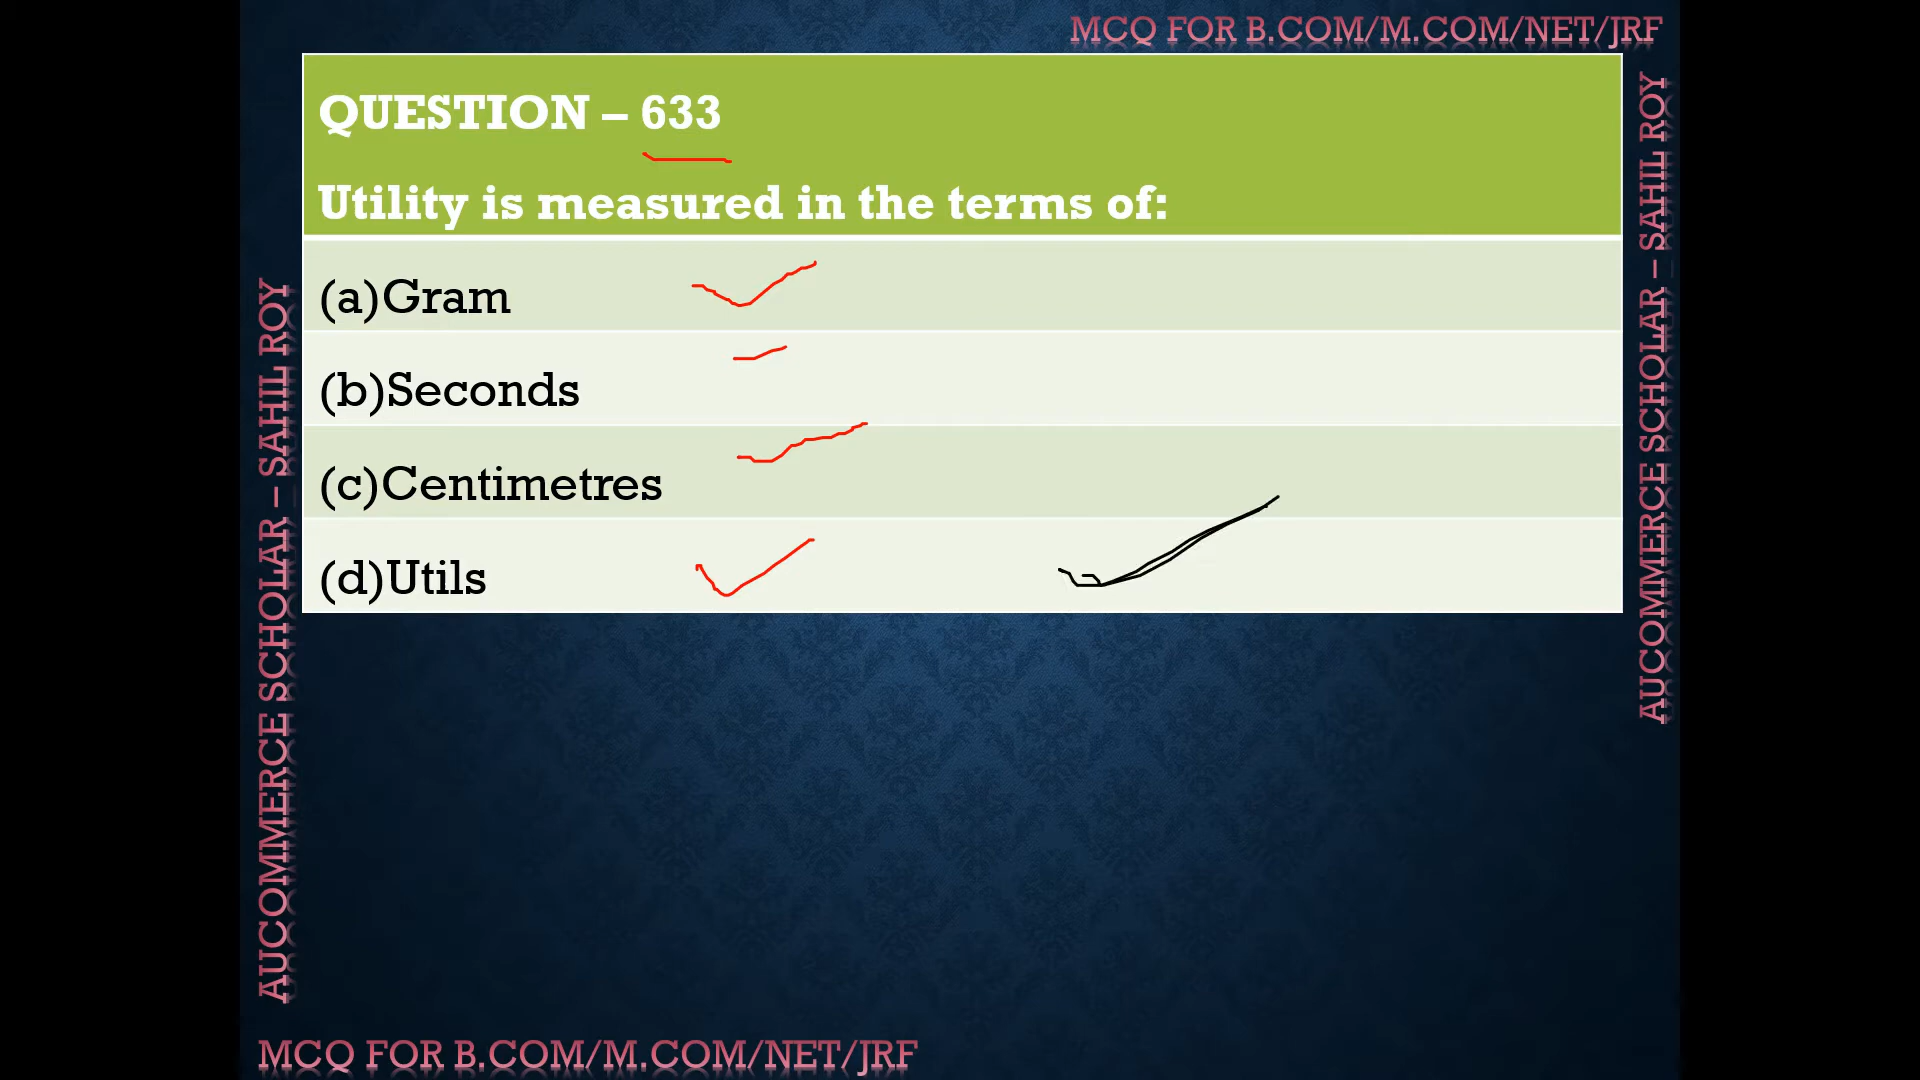 MCQ FOR B.COM/M.COM/NET/JRF
QUESTION – 633
Utility is measured in the terms of:
(a)Gram
(b)Seconds
(c)Centimetres
(d)Utils
AUCOMMERCE SCHOLAR – SAHIL ROY
AUCOMMERCE SCHOLAR – SAHIL ROY
MCQ FOR B.COM/M.COM/NET/JRF